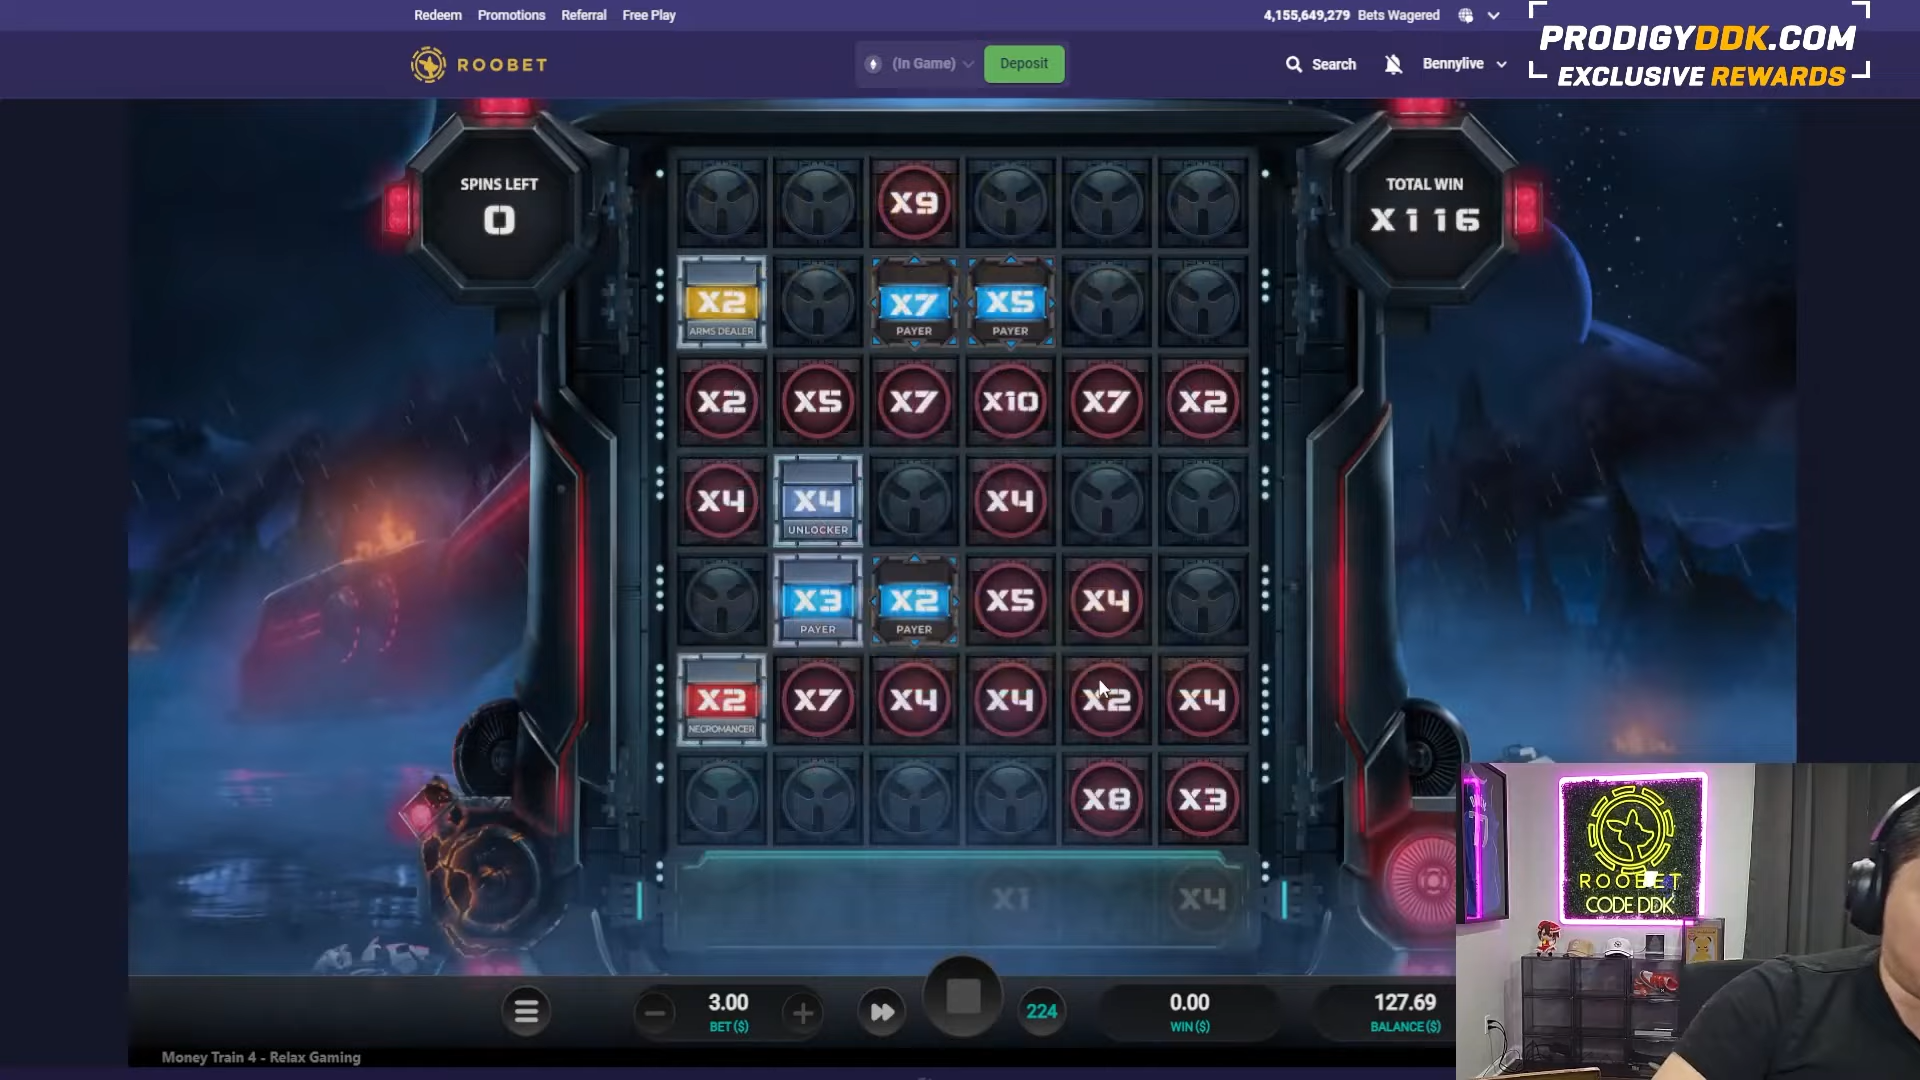 Redeem Promotions Referral Free Play
4,155,649,279 Bets Wagered
PRODIGYDDK.COM
EXCLUSIVE REWARDS
ROOBET
(In Game)
Deposit
Search
Bennylive
SPINS LEFT
0
TOTAL WIN
X116
X9
X2
ARMS DEALER
X7
PAYER
X5
PAYER
X2 X5 X7 X10 X7 X2
X4
X4
UNLOCKER
X4
X3
PAYER
X2
PAYER
X5 X4
X2
NECROMANCER
X7 X4 X4 X2 X4
X8 X3
X1 X4
3.00
BET($)
224
0.00
WIN($)
127.69
BALANCE($)
Money Train 4 - Relax Gaming
ROOBET
CODE DDK